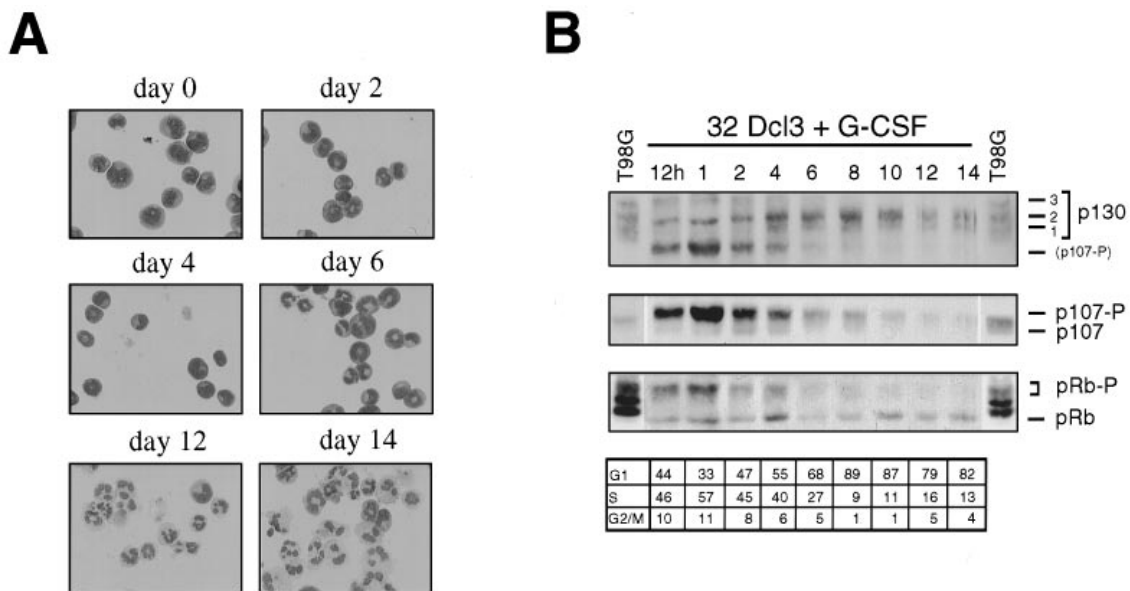 A
day 0 day 2
day 4 day 6
day 12 day 14
B
32 Dcl3 + G-CSF
T98G 12h 1 2 4 6 8 10 12 14 T98G
3
2
1
p130
(p107-P)
p107-P
p107
pRb-P
pRb
G1 44 33 47 55 68 89 87 79 82
S 46 57 45 40 27 9 11 16 13
G2/M 10 11 8 6 5 1 1 5 4